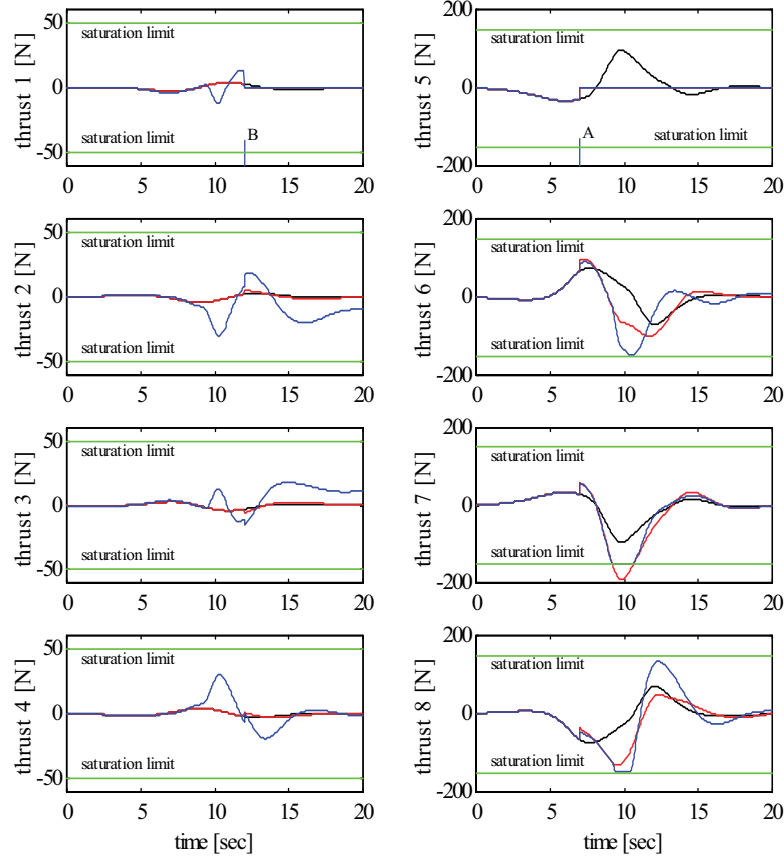 thrust 1 [N]
50
0
-50
saturation limit
saturation limit
B
0 5 10 15 20
thrust 5 [N]
200
0
-200
saturation limit
A
saturation limit
0 5 10 15 20
thrust 2 [N]
50
0
-50
saturation limit
saturation limit
0 5 10 15 20
thrust 6 [N]
200
0
-200
saturation limit
saturation limit
0 5 10 15 20
thrust 3 [N]
50
0
-50
saturation limit
saturation limit
0 5 10 15 20
thrust 7 [N]
200
0
-200
saturation limit
saturation limit
0 5 10 15 20
thrust 4 [N]
50
0
-50
saturation limit
saturation limit
0 5 10 15 20
time [sec]
thrust 8 [N]
200
0
-200
saturation limit
saturation limit
0 5 10 15 20
time [sec]